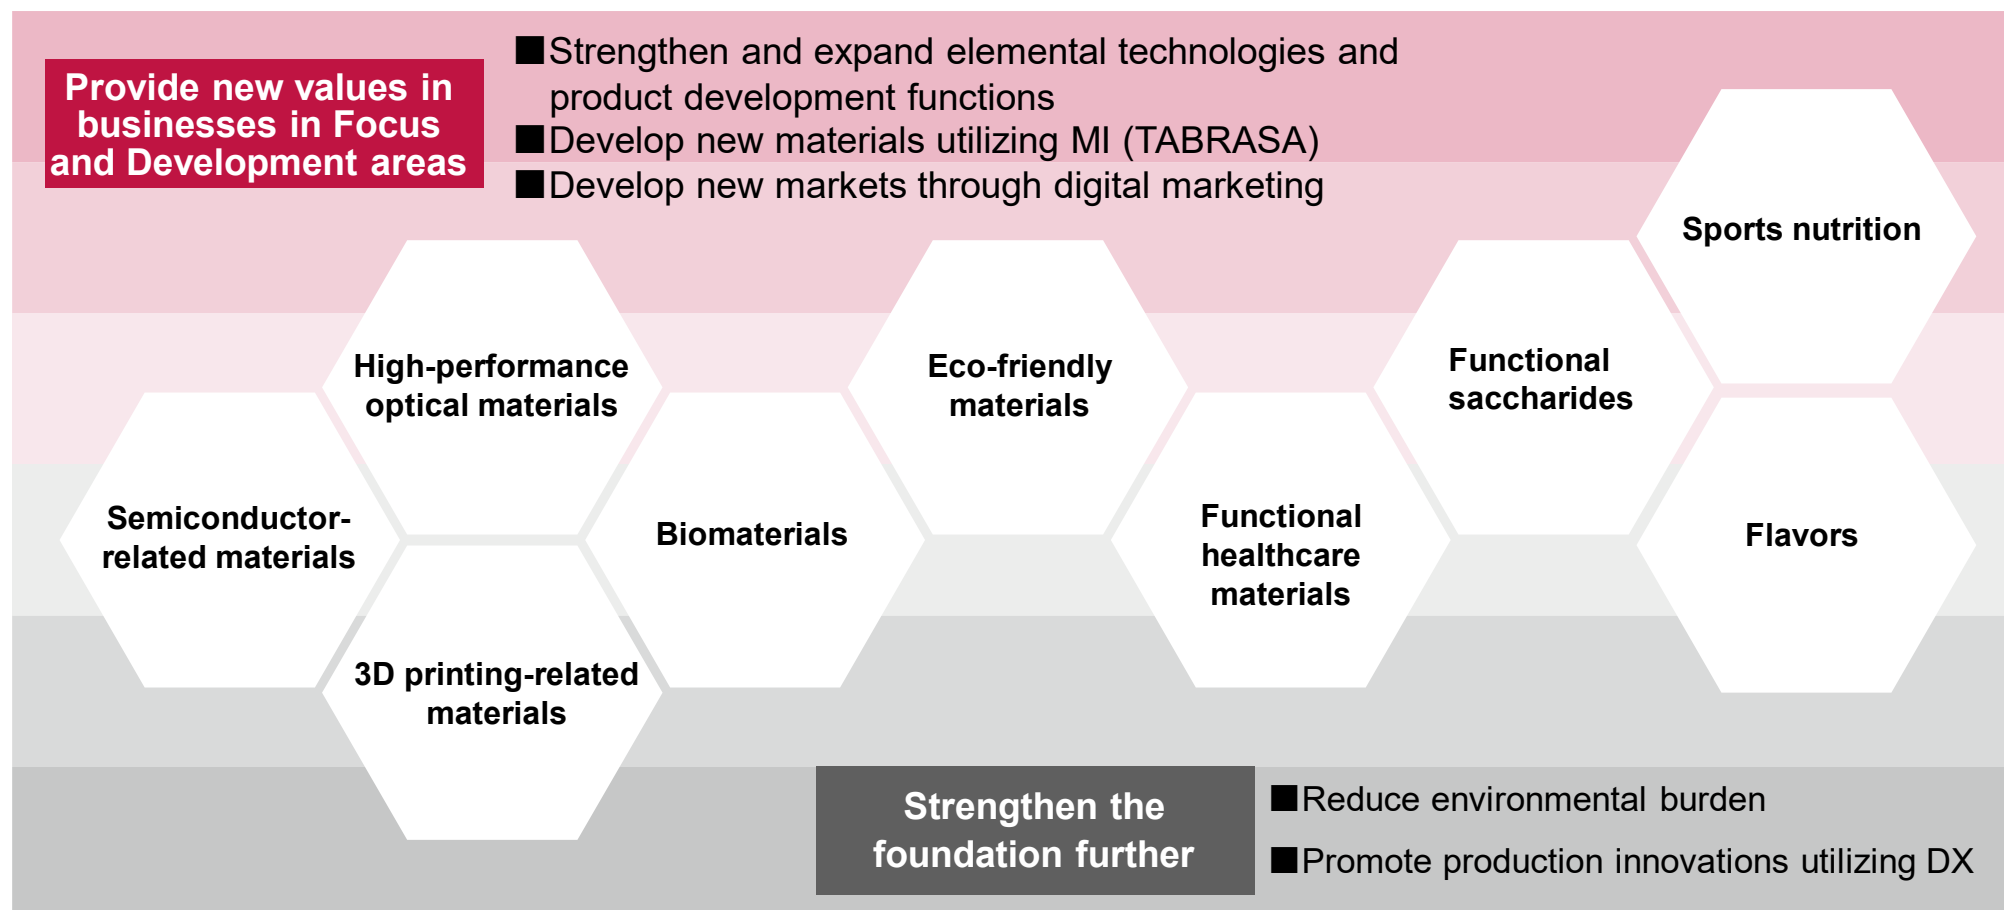 Provide new values in
businesses in Focus
and Development areas
■Strengthen and expand elemental technologies and
product development functions
■Develop new materials utilizing MI (TABRASA)
■Develop new markets through digital marketing
Sports nutrition
High-performance
optical materials
Eco-friendly
materials
Functional
saccharides
Semiconductor-
related materials
Biomaterials
Functional
healthcare
materials
Flavors
3D printing-related
materials
Strengthen the
foundation further
■Reduce environmental burden
■Promote production innovations utilizing DX